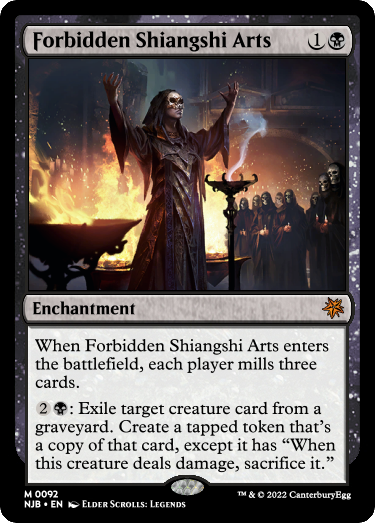 Forbidden Shiangshi Arts 1
Enchantment
When Forbidden Shiangshi Arts enters
the battlefield, each player mills three
cards.
2 : Exile target creature card from a
graveyard. Create a tapped token that's
a copy of that card, except it has “When
this creature deals damage, sacrifice it.”
M 0092
NJB • EN Elder Scrolls: Legends
™ & © 2022 CanterburyEgg